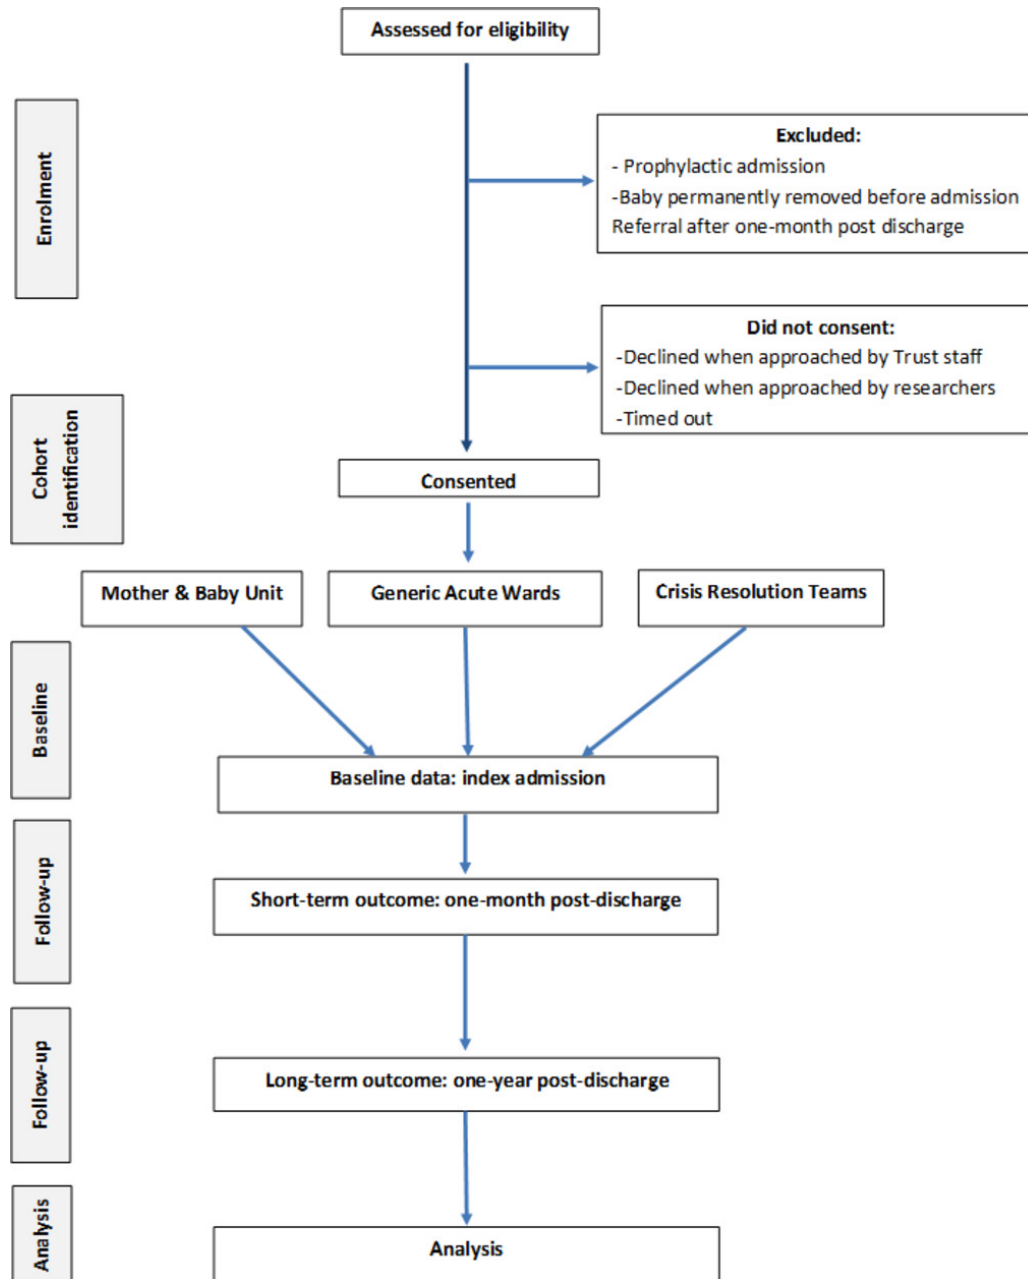 Assessed for eligibility
Enrolment
Excluded:
- Prophylactic admission
-Baby permanently removed before admission
Referral after one-month post discharge
Did not consent:
-Declined when approached by Trust staff
-Declined when approached by researchers
-Timed out
Cohort
identification
Consented
Mother & Baby Unit
Generic Acute Wards
Crisis Resolution Teams
Baseline
Baseline data: index admission
Follow-up
Short-term outcome: one-month post-discharge
Follow-up
Long-term outcome: one-year post-discharge
Analysis
Analysis